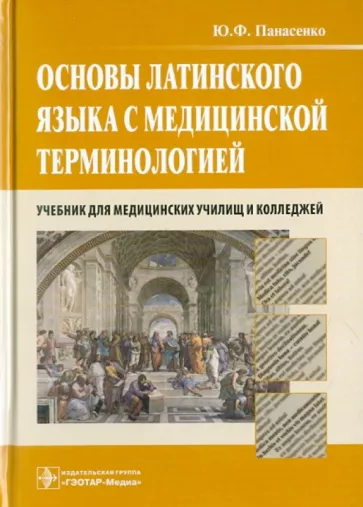 Ю.Ф. Панасенко
ОСНОВЫ ЛАТИНСКОГО
ЯЗЫКА С МЕДИЦИНСКОЙ
ТЕРМИНОЛОГИЕЙ
УЧЕБНИК ДЛЯ МЕДИЦИНСКИХ УЧИЛИЩ И КОЛЛЕДЖЕЙ
ИЗДАТЕЛЬСКАЯ ГРУППА
«ГЭОТАР-Медиа»